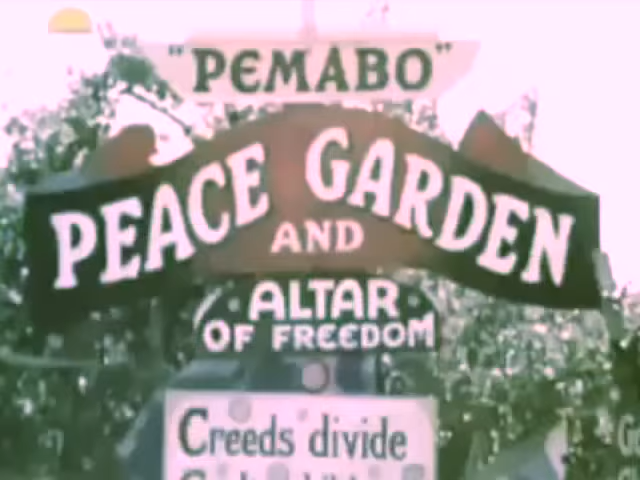 "PEMABO"
PEACE GARDEN
AND
ALTAR
OF FREEDOM
Creeds divide